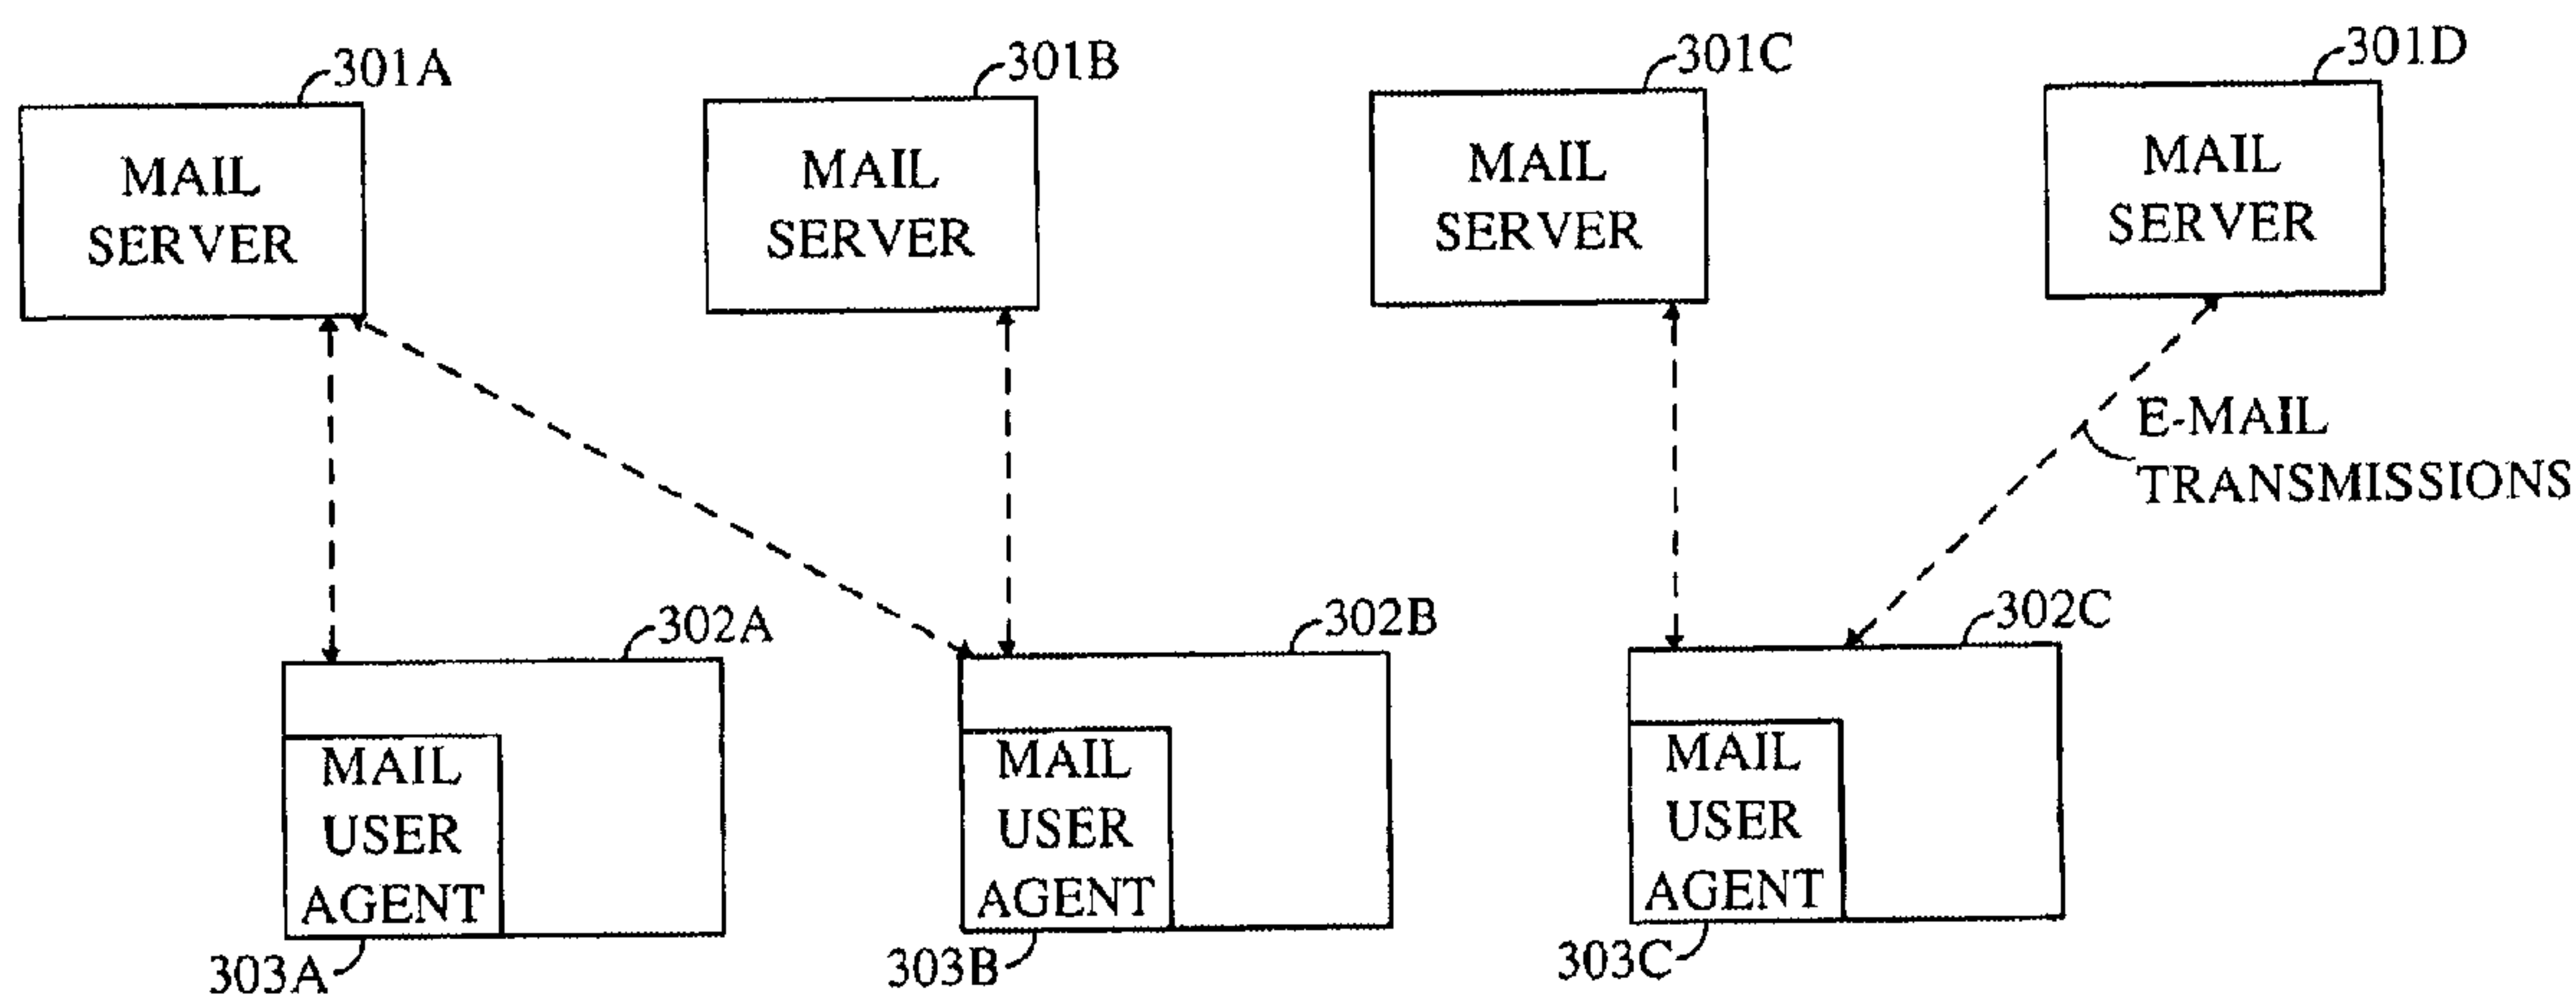 301A
301B
301C
301D
MAIL
SERVER
MAIL
SERVER
MAIL
SERVER
MAIL
SERVER
E-MAIL
TRANSMISSIONS
302A
302B
302C
MAIL
USER
AGENT
MAIL
USER
AGENT
MAIL
USER
AGENT
303A
303B
303C